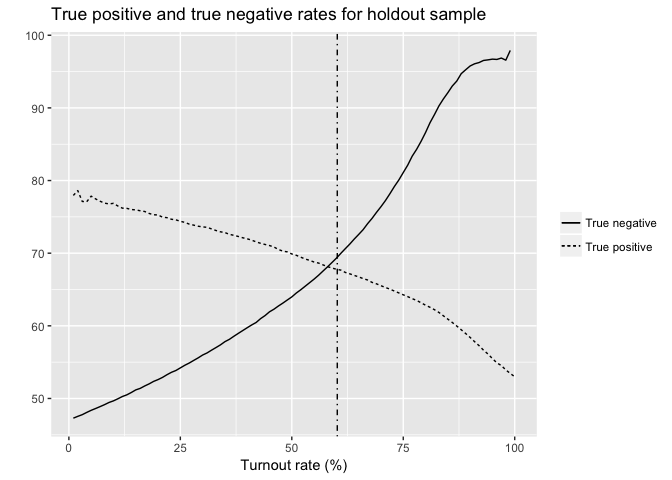 True positive and true negative rates for holdout sample
100
90
80
70
60
50
0
25
50
75
100
Turnout rate (%)
True negative
True positive